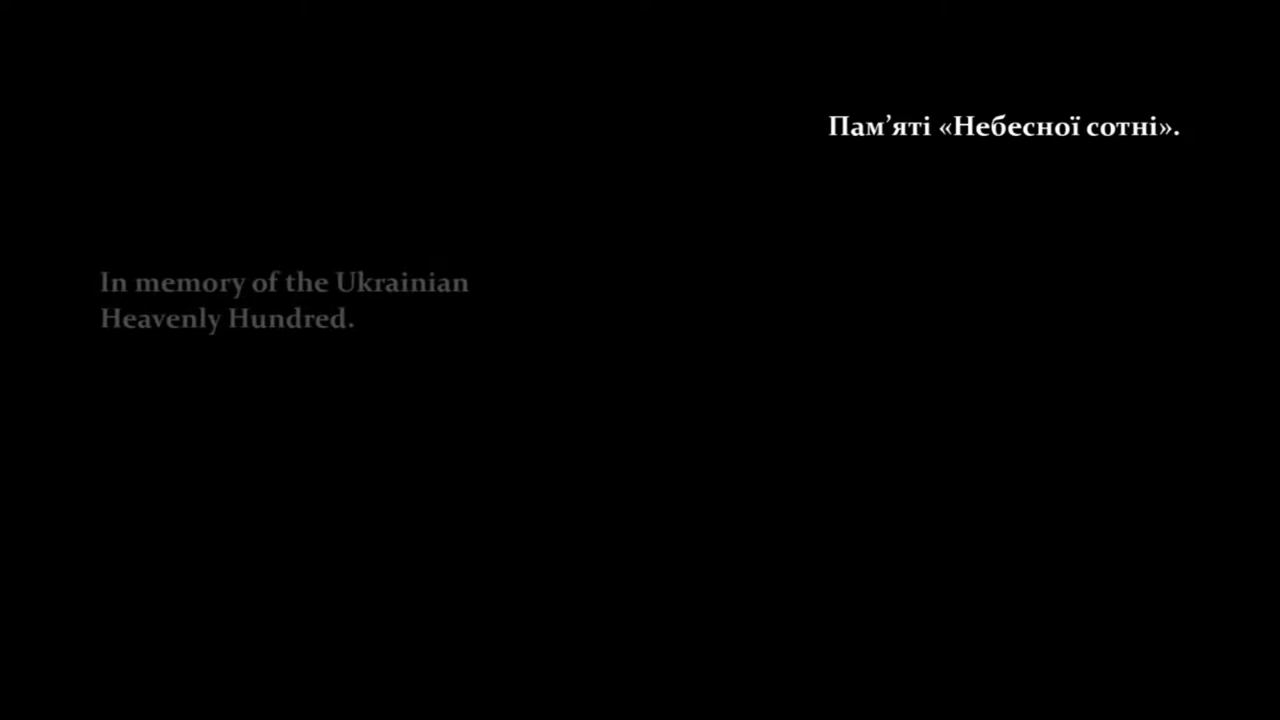 Пам’яті «Небесної сотні».
In memory of the Ukrainian
Heavenly Hundred.